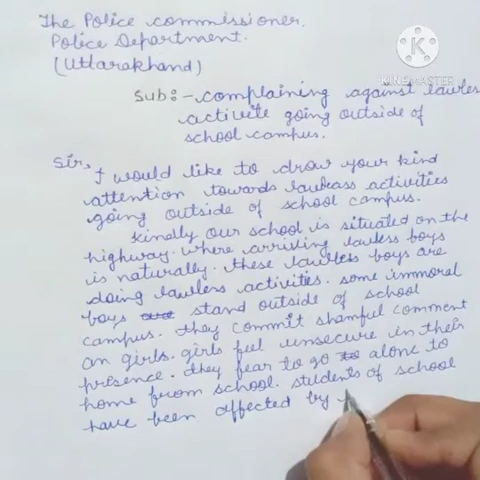 The Police commissioner.
Police Department.
(Uttarakhand)
KINEMASTER
Sub:- complaining against lawless
activite going outside of
school campus.
Sir,
I would like to draw your kind
attention towards lawless activities
going outside of school campus.
Kindly our school is situated on the
highway. where arriving lawless boys
is naturally. these lawless boys are
doing lawless activities. some immoral
boys stand outside of school
campus. they commit shamful comment
on girls. girls feel unsecure in their
presence. they fear to go alone to
home from school. students of school
have been affected by